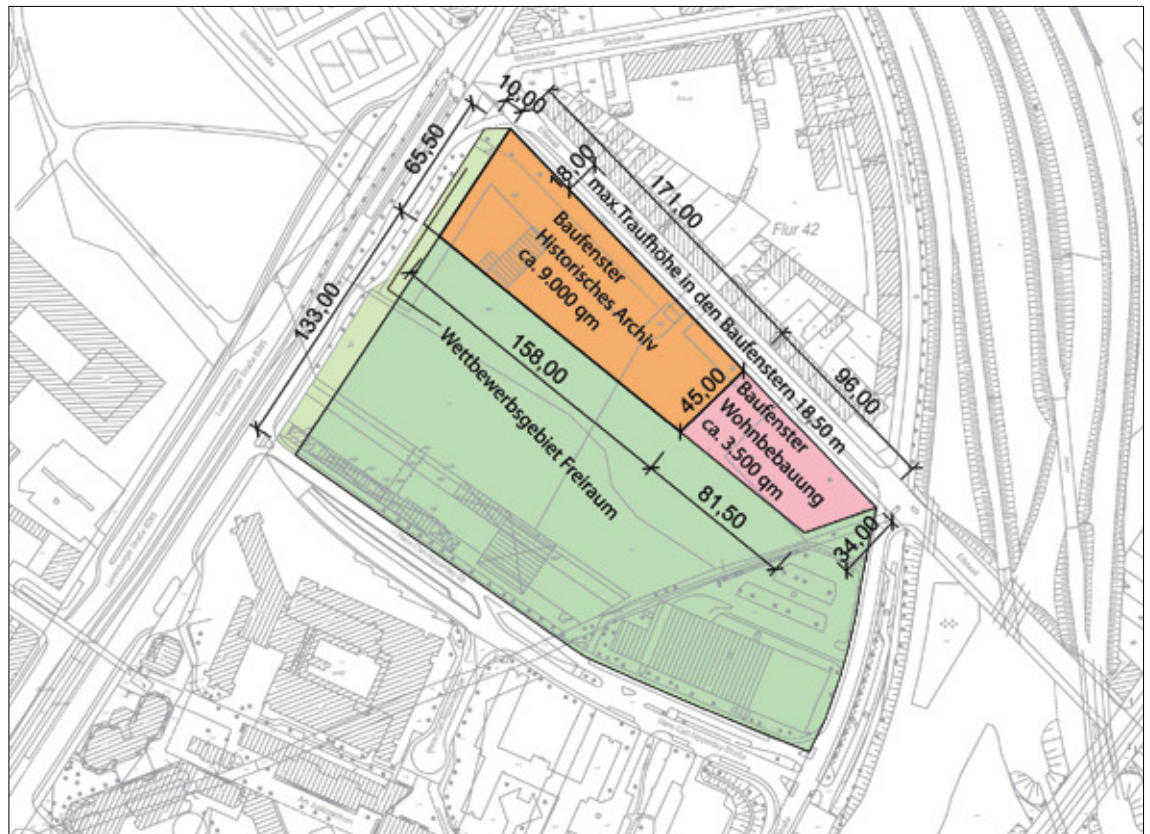 10,00
65,50
18,00
171,00
max.Traufhöhe in den Baufenstern 18,50 m
Flur 42
Baufenster
Historisches Archiv
ca. 9.000 qm
133,00
158,00
Wettbewerbsgebiet Freiraum
45,00
96,00
Baufenster
Wohnbebauung
ca. 3.500 qm
81,50
34,00
Eifelwall